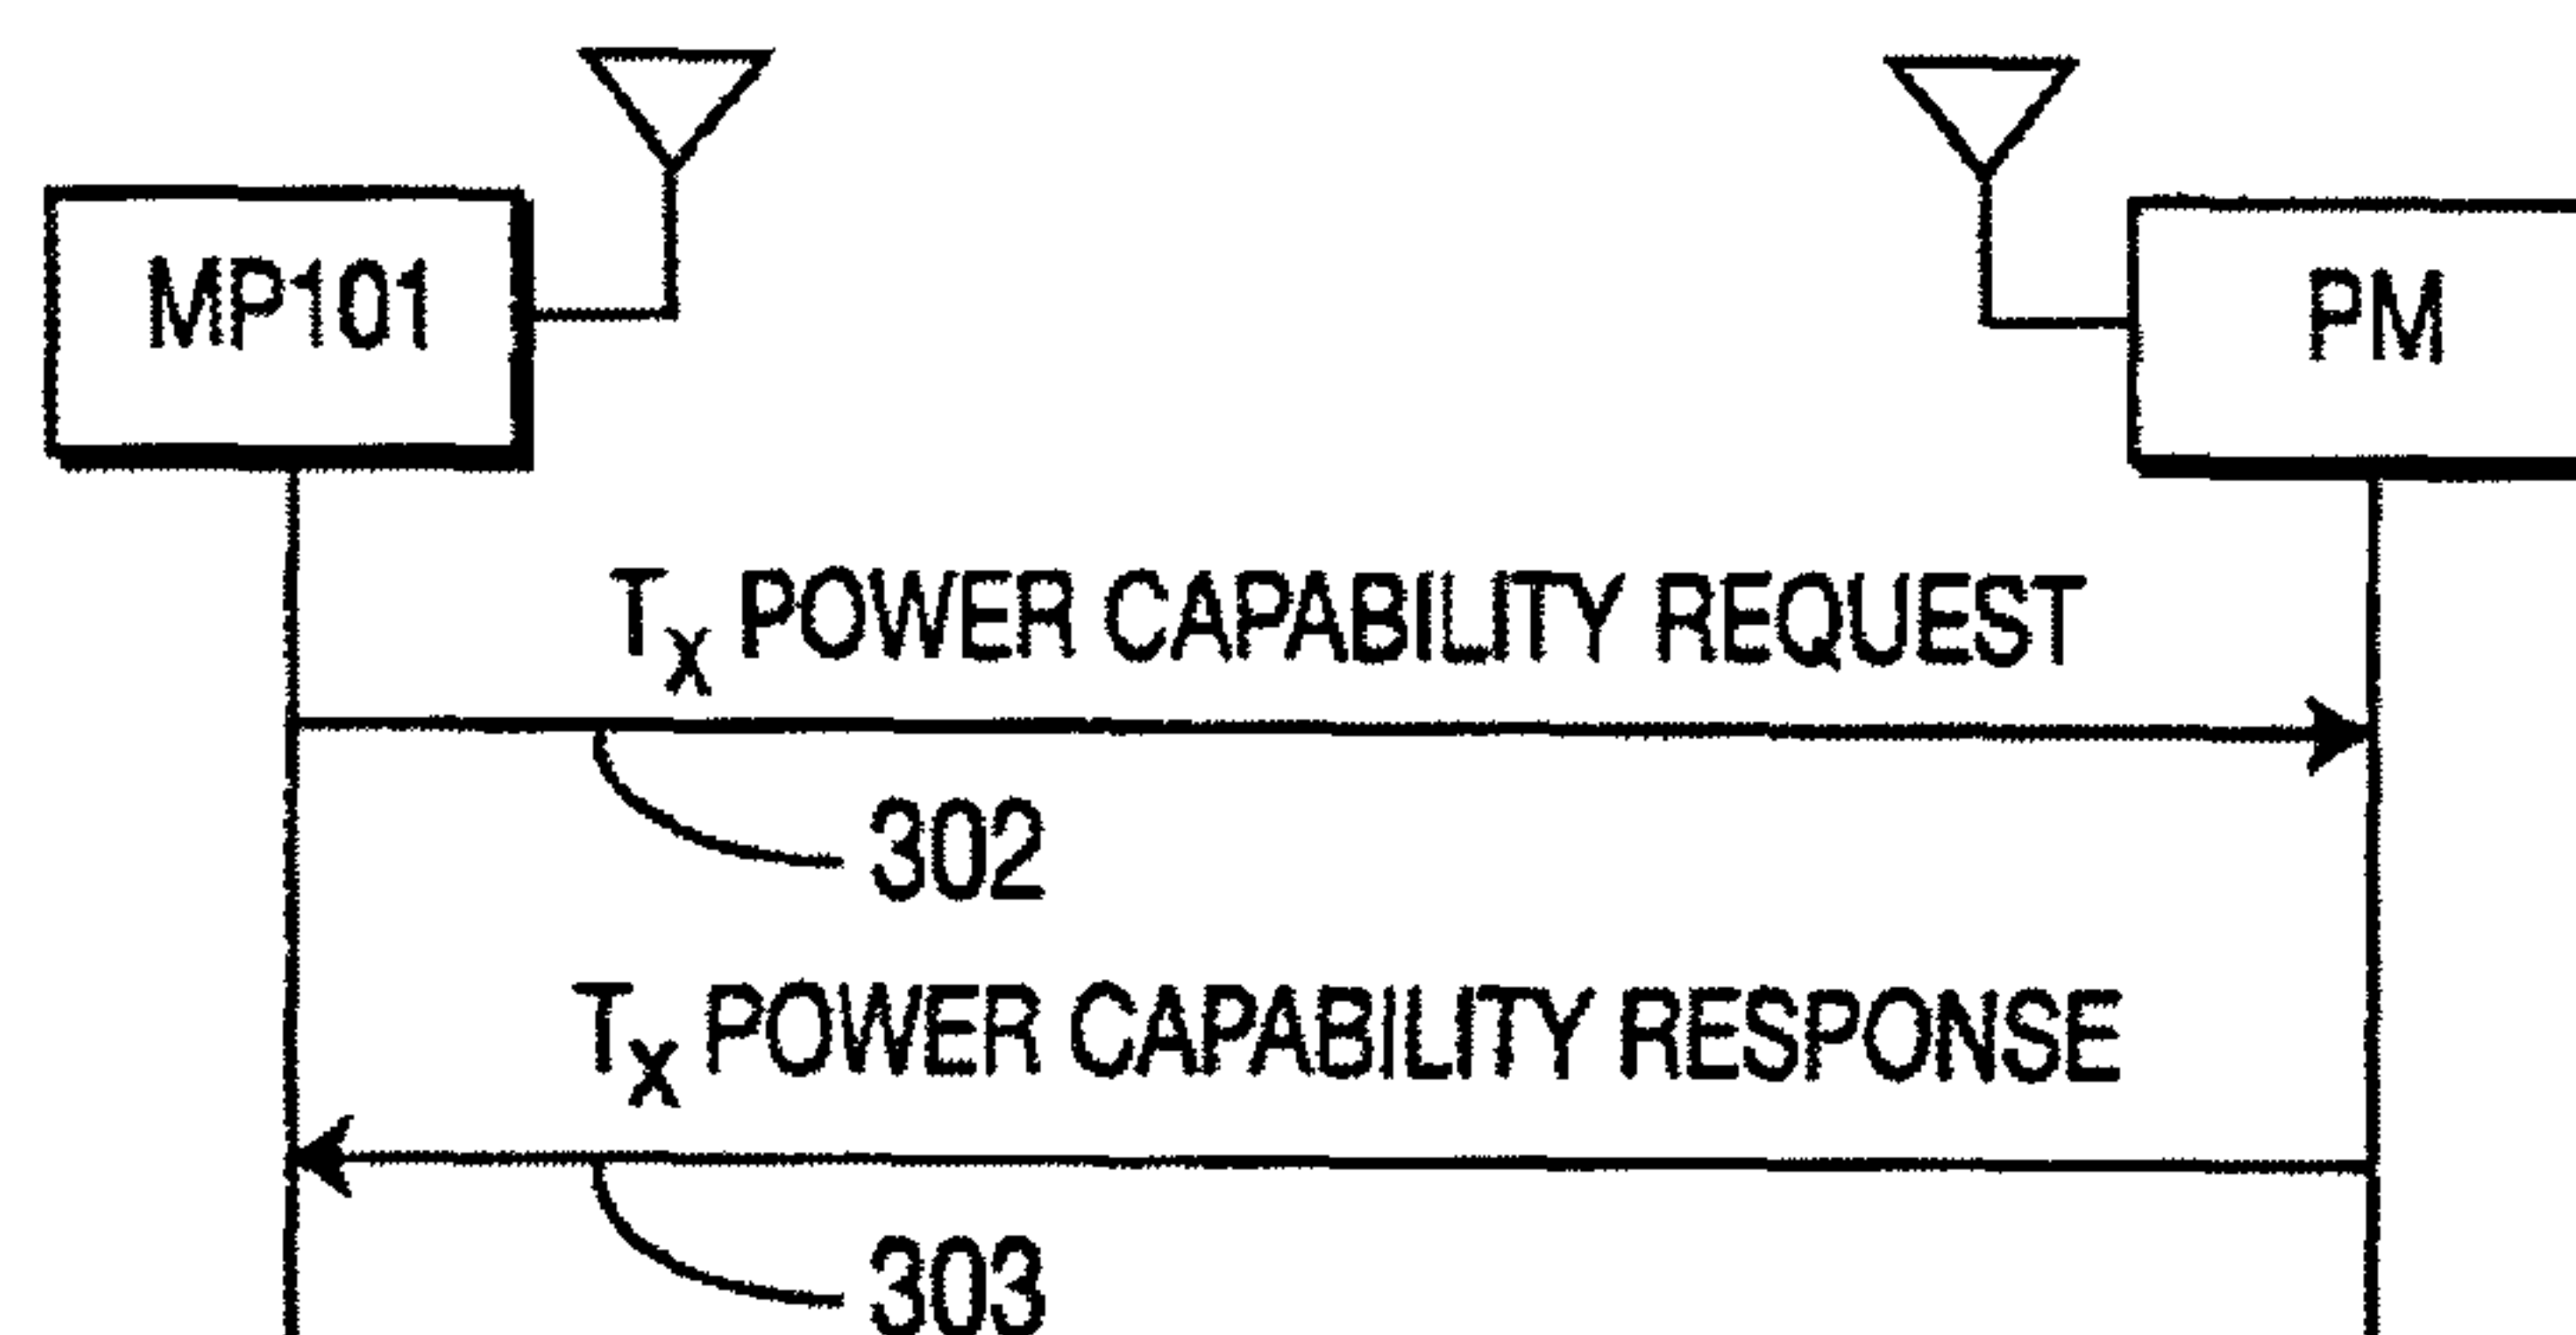 MP101
PM
Tx POWER CAPABILITY REQUEST
302
Tx POWER CAPABILITY RESPONSE
303